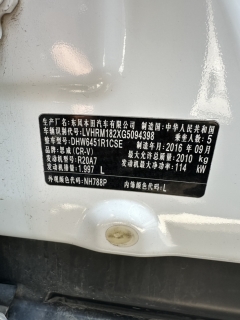 生产厂名:东风本田汽车有限公司 制造国:中华人民共和国
车辆识别代号:LVHRM182XG5094398 乘坐人数:5
整车型号:DHW6451R1CSE 制造年月:2016 年 09 月
品牌:思威(CR-V) 最大允许总质量:2010 kg
发动机型号:R20A7 发动机最大净功率:114 kW
发动机排量:1.997 L
外观颜色代码:NH788P 内饰颜色代码:L